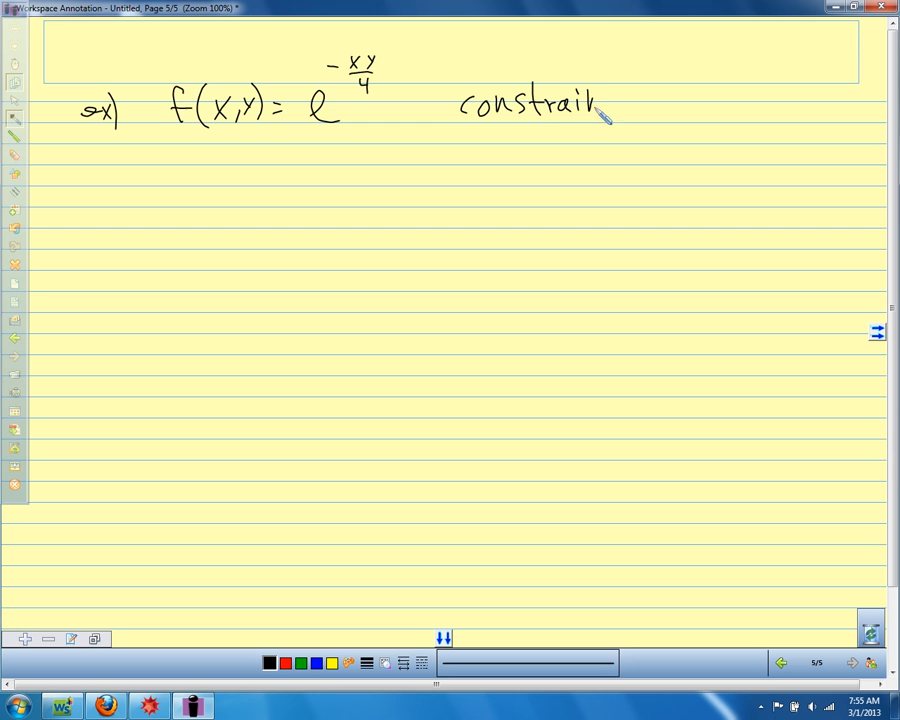 Workspace Annotation - Untitled, Page 5/5 (Zoom 100%) *
ex) f(x,y) = e^{-xy/4} constrain
5/5
7:55 AM
3/1/2013